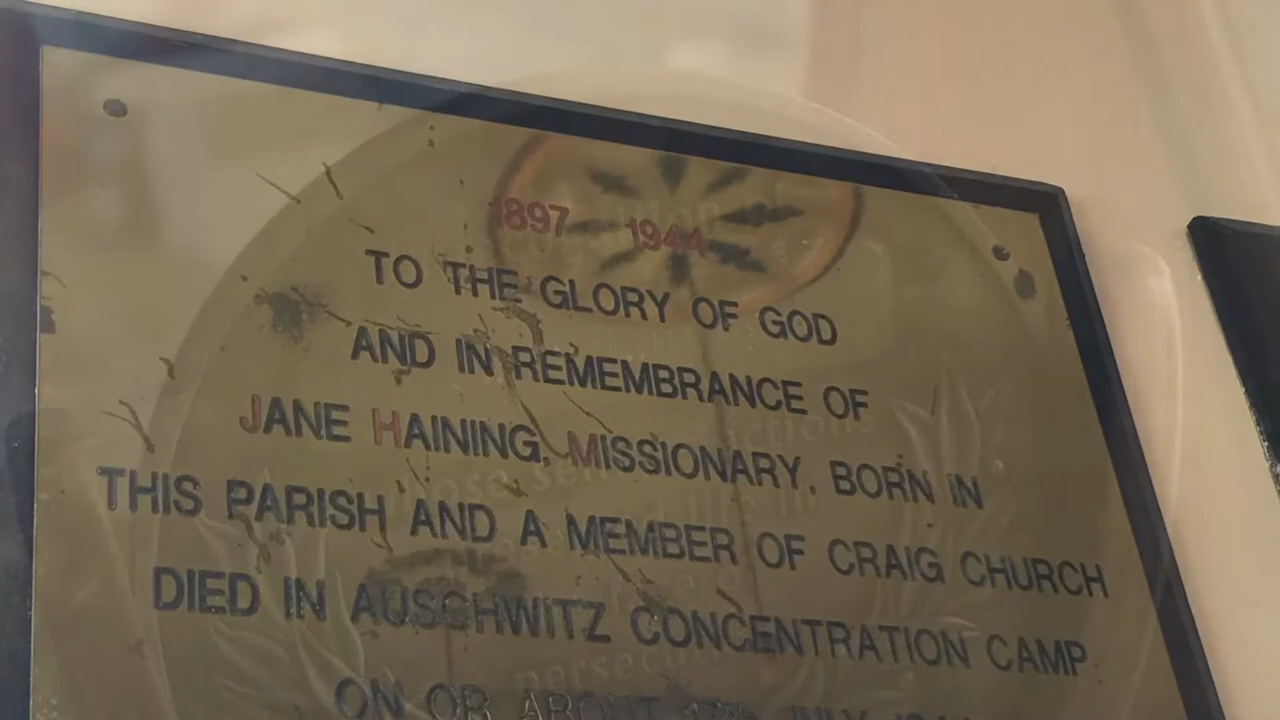 1897 1944
TO THE GLORY OF GOD
AND IN REMEMBRANCE OF
JANE HAINING, MISSIONARY, BORN IN
THIS PARISH AND A MEMBER OF CRAIG CHURCH
DIED IN AUSCHWITZ CONCENTRATION CAMP
ON OR ABOUT